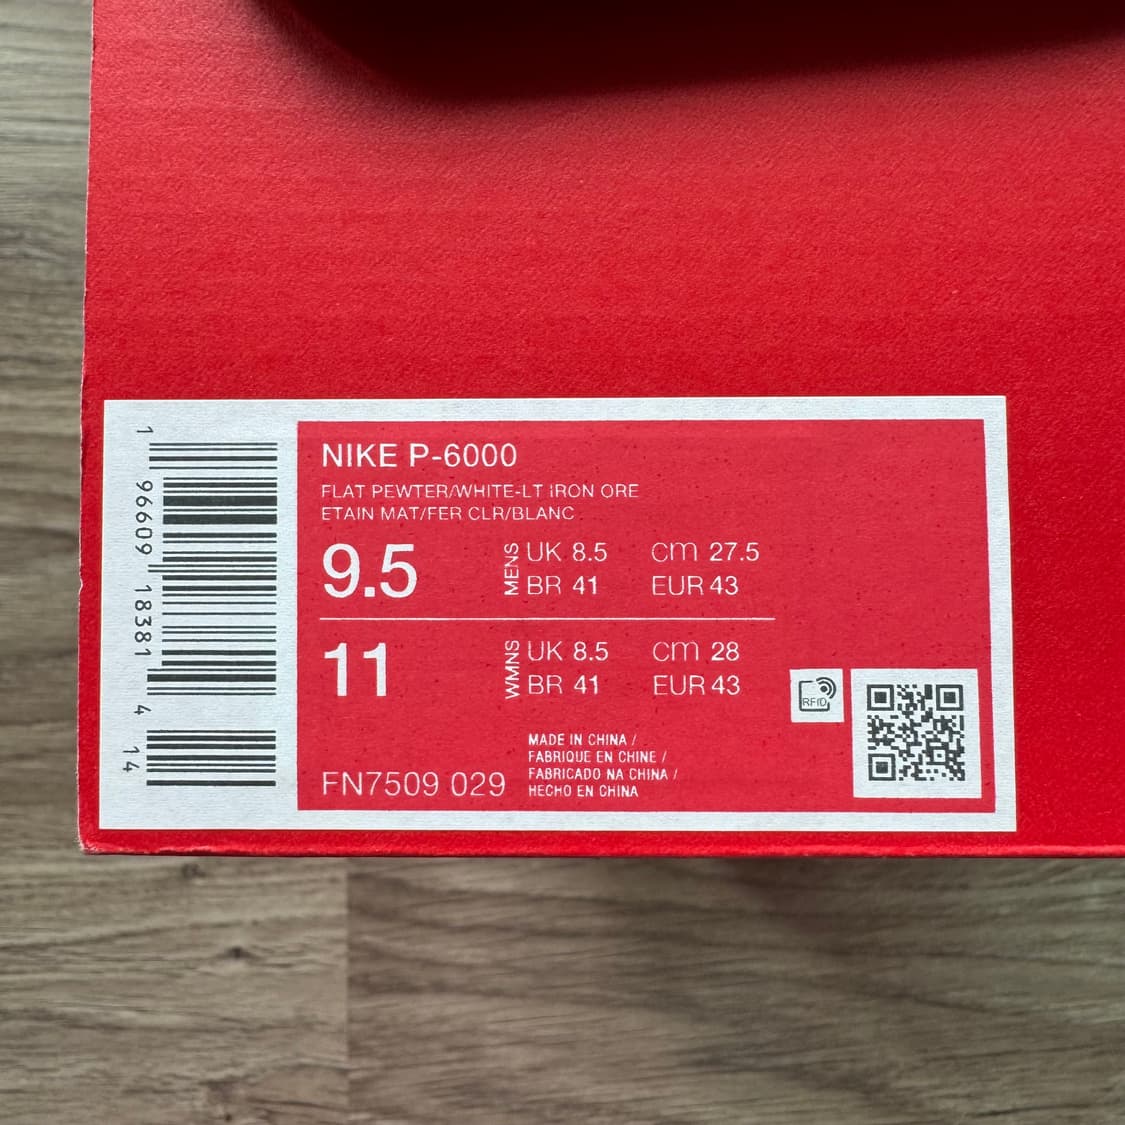 1 96609 18381 4 14
NIKE P-6000
FLAT PEWTER/WHITE-LT IRON ORE
ETAIN MAT/FER CLR/BLANC
9.5 MENS UK 8.5 cm 27.5
BR 41 EUR 43
11 WMNS UK 8.5 cm 28
BR 41 EUR 43
RFID
MADE IN CHINA /
FABRIQUE EN CHINE /
FABRICADO NA CHINA /
HECHO EN CHINA
FN7509 029